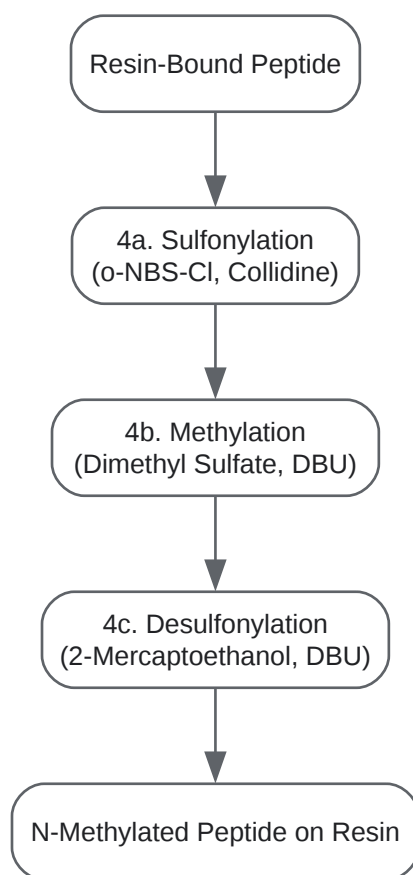 Resin-Bound Peptide
4a. Sulfonylation
(o-NBS-Cl, Collidine)
4b. Methylation
(Dimethyl Sulfate, DBU)
4c. Desulfonylation
(2-Mercaptoethanol, DBU)
N-Methylated Peptide on Resin